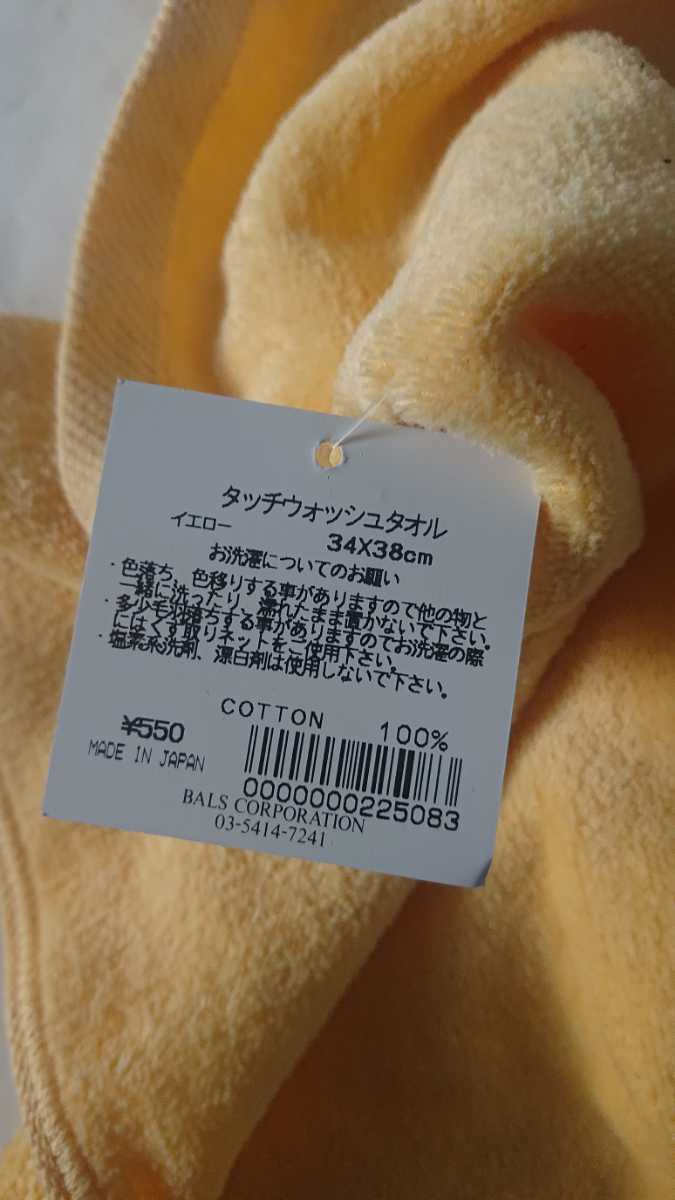 タッチウォッシュタオル
イエロー
34X38cm
お洗濯についてのお願い
・色落ち、色移りする事がありますので他の物と
一緒に洗ったり、濡れたまま置かないで下さい。
・多少毛羽落ちする事がありますのでお洗濯の際
にはくず取りネットをご使用下さい。
・塩素系洗剤、漂白剤は使用しないで下さい。
COTTON 100%
¥550
MADE IN JAPAN
0000000225083
BALS CORPORATION
03-5414-7241